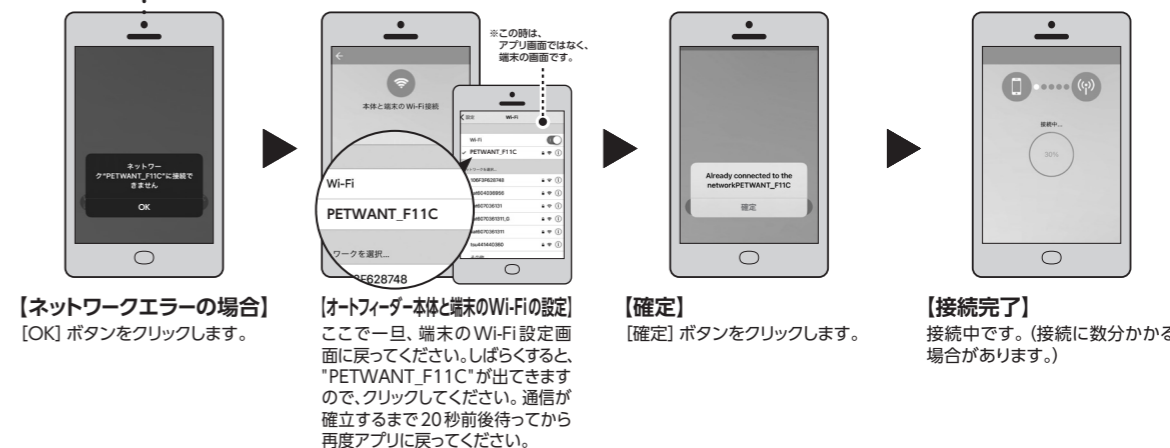 ネットワー
ク"PETWANT_F11C"に接続で
きません
OK
【ネットワークエラーの場合】
［OK］ボタンをクリックします。
※この時は、
アプリ画面ではなく、
端末の画面です。
本体と端末の Wi-Fi接続
Wi-Fi
PETWANT_F11C
ワークを選択...
F628748
設定
Wi-Fi
Wi-Fi
PETWANT_F11C
106F3F628748
【オートフィーダー本体と端末のWi-Fiの設定】
ここで一旦、端末のWi-Fi設定画
面に戻ってください。しばらくすると、
"PETWANT_F11C"が出てきます
ので、クリックしてください。通信が
確立するまで20秒前後待ってから
再度アプリに戻ってください。
Already connected to the
networkPETWANT_F11C
確定
【確定】
［確定］ボタンをクリックします。
接続中...
30%
【接続完了】
接続中です。（接続に数分かかる
場合があります。）